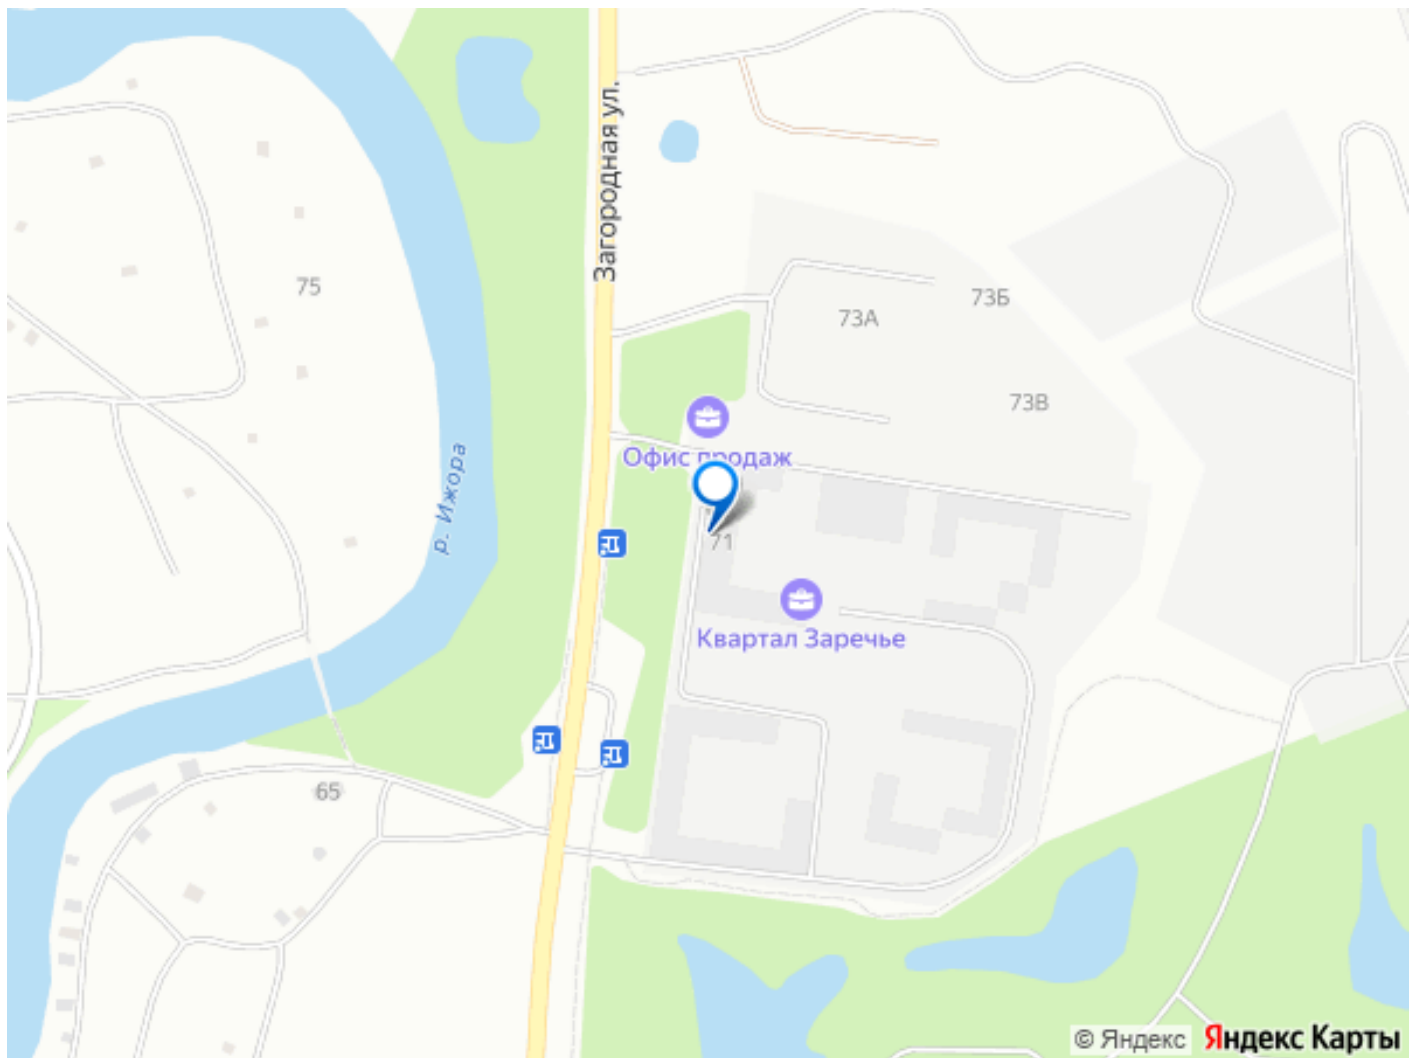 Загородная ул.
75
73Б
73А
73В
Офис продаж
р. Ижора
71
Квартал Заречье
65
© Яндекс Яндекс Карты